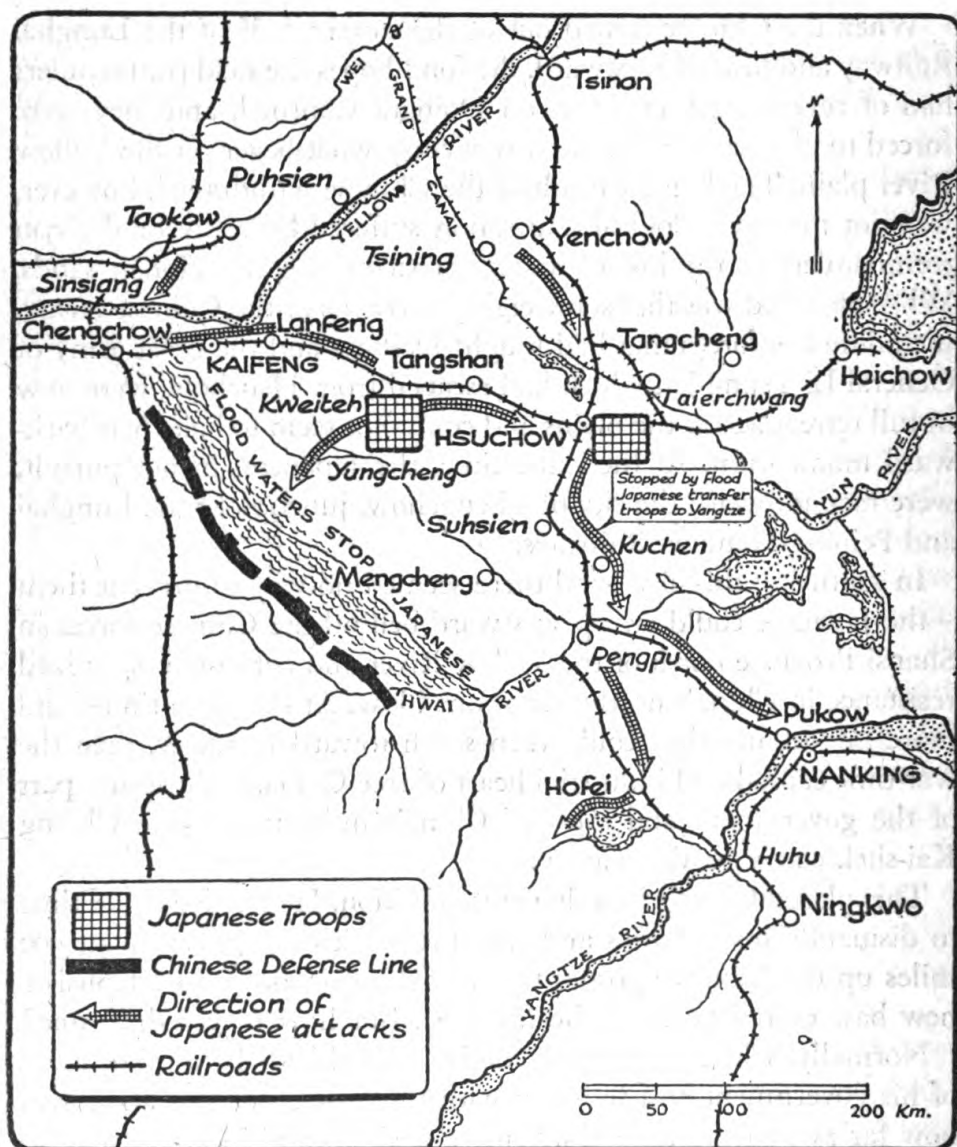 Tsinan
WEI R.
GRAND
CANAL
YELLOW RIVER
Puhsien
Taokow
Tsining
Yenchow
Sinsiang
Chengchow
Lanfeng
KAIFENG
Tangshan
Tangcheng
Haichow
Taierchwang
Kweiteh
HSUCHOW
Yungcheng
FLOOD WATERS STOP JAPANESE
Stopped by Flood
Japanese transfer
troops to Yangtze
YUN
Suhsien
Kuchen
Mengcheng
HWAI RIVER
Pengpu
Pukow
NANKING
Hofei
Huhu
Ningkwo
YANGTZE RIVER
Japanese Troops
Chinese Defense Line
Direction of
Japanese attacks
Railroads
0 50 100 200 Km.